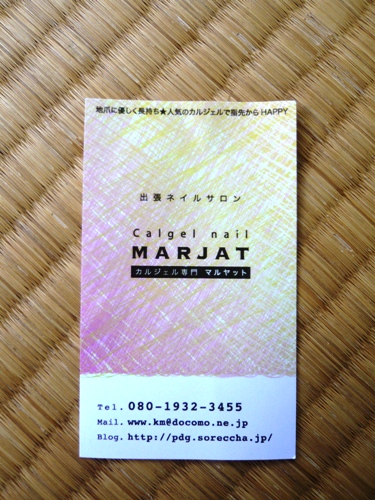 地爪に優しく長持ち★人気のカルジェルで指先からHAPPY
出張ネイルサロン
Calgel nail
MARJAT
カルジェル専門 マルヤット
Tel. 080-1932-3455
Mail. www.km@docomo.ne.jp
Blog. http://pdg.soreccha.jp/